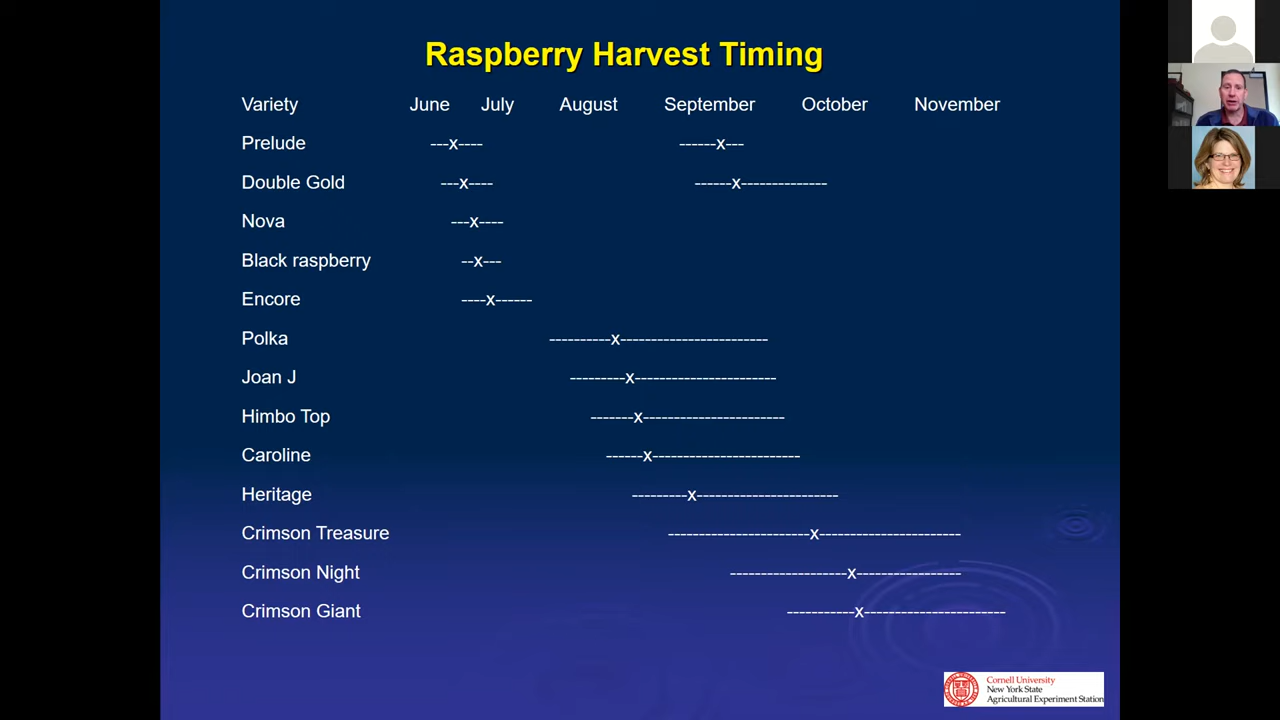 Raspberry Harvest Timing
Variety June July August September October November
Prelude ---x---- ------x---
Double Gold ---x---- ------x--------------
Nova ---x----
Black raspberry --x---
Encore ----x------
Polka ----------x------------------------
Joan J ---------x-----------------------
Himbo Top -------x-----------------------
Caroline ------x------------------------
Heritage ---------x-----------------------
Crimson Treasure -----------------------x-----------------------
Crimson Night -------------------x-----------------
Crimson Giant -----------x-----------------------
Cornell University
New York State
Agricultural Experiment Station